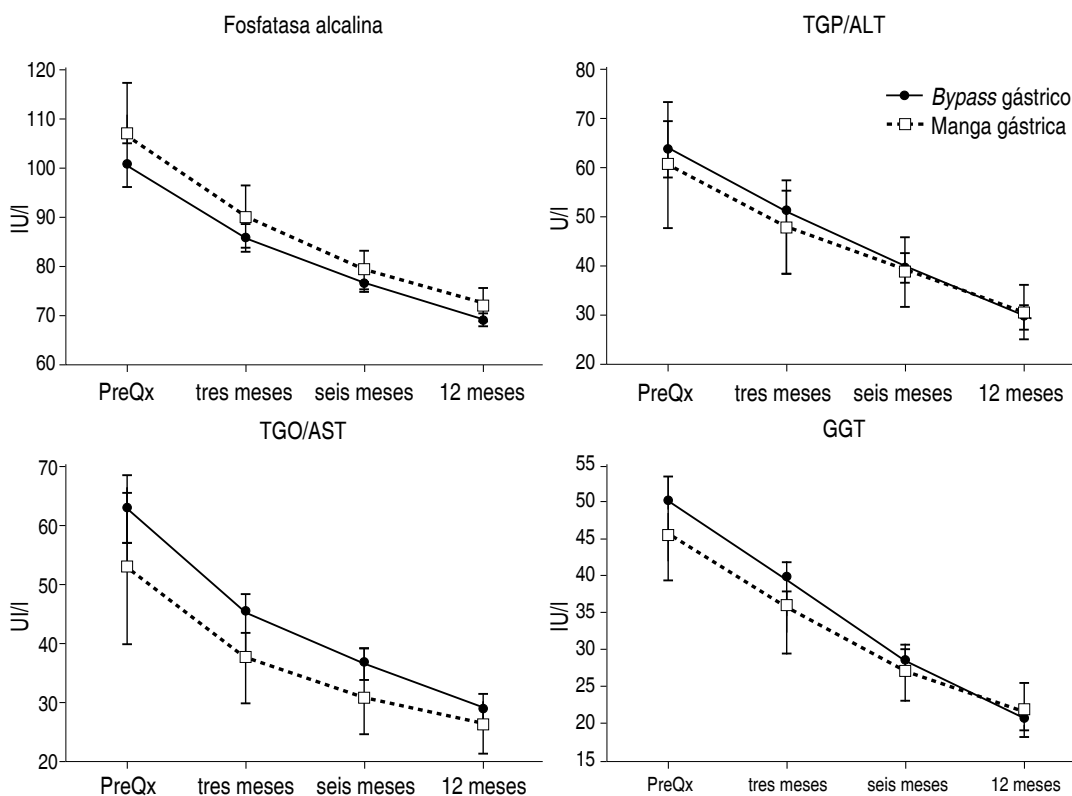 Fosfatasa alcalina
120
110
100
90
80
70
60
IU/l
PreQx
tres meses
seis meses
12 meses
TGP/ALT
80
70
60
50
40
30
20
U/l
Bypass gástrico
Manga gástrica
PreQx
tres meses
seis meses
12 meses
TGO/AST
70
60
50
40
30
20
UI/l
PreQx
tres meses
seis meses
12 meses
GGT
55
50
45
40
35
30
25
20
15
IU/l
PreQx
tres meses
seis meses
12 meses